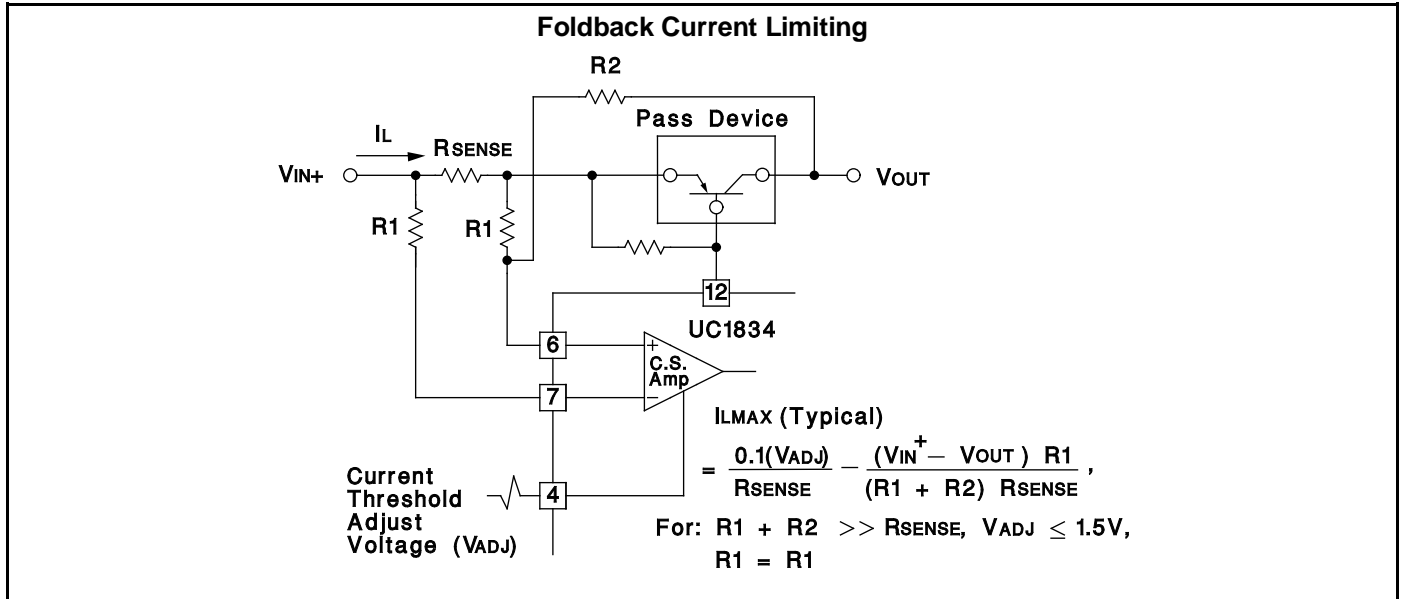 Foldback Current Limiting
R2
Pass Device
IL
RSENSE
VIN+
VOUT
R1
R1
12
UC1834
6
+
C.S.
Amp
7
−
ILMAX (Typical)
= 0.1(VADJ) / RSENSE − (VIN+ − VOUT) R1 / (R1 + R2) RSENSE ,
Current
Threshold
Adjust
Voltage (VADJ)
4
For: R1 + R2 >> RSENSE, VADJ ≤ 1.5V,
R1 = R1